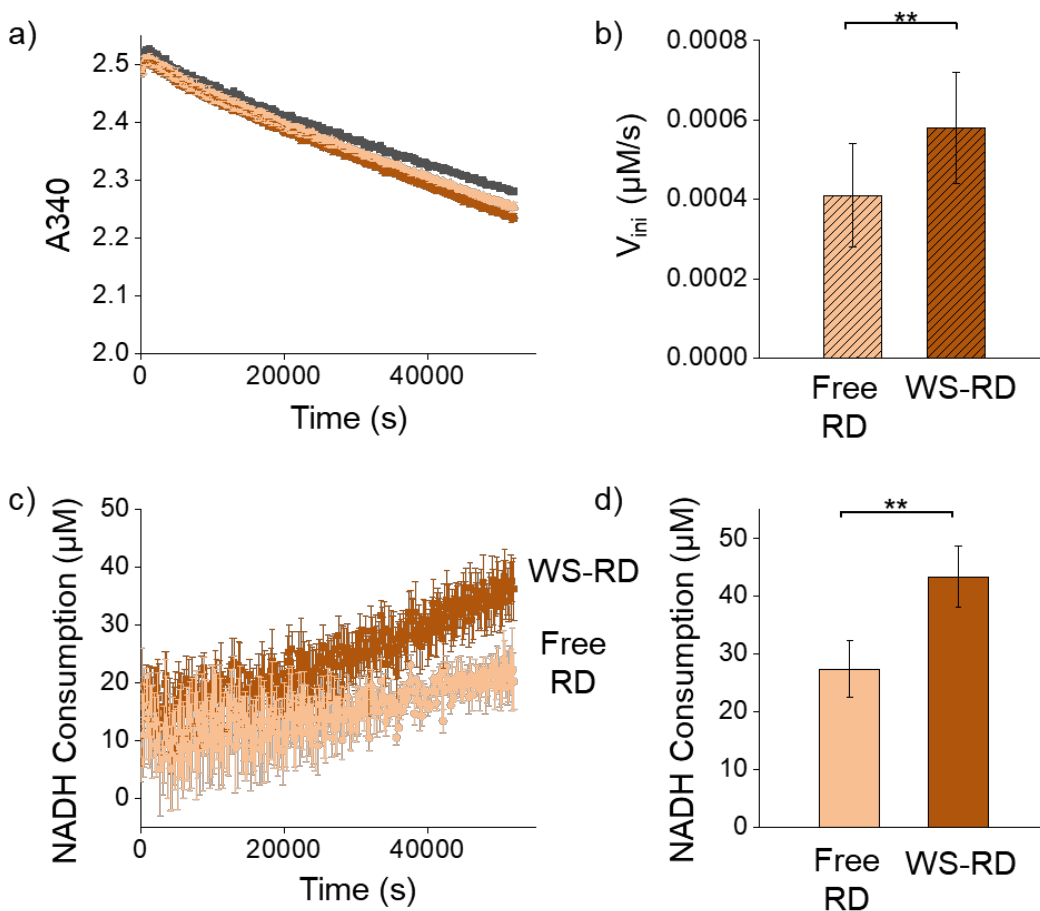 a)
A340
2.5
2.4
2.3
2.2
2.1
2.0
0
20000
40000
Time (s)
b)
V_ini (µM/s)
0.0008
0.0006
0.0004
0.0002
0.0000
**
Free
RD
WS-RD
c)
NADH Consumption (µM)
50
40
30
20
10
0
0
20000
40000
Time (s)
WS-RD
Free
RD
d)
NADH Consumption (µM)
50
40
30
20
10
0
**
Free
RD
WS-RD